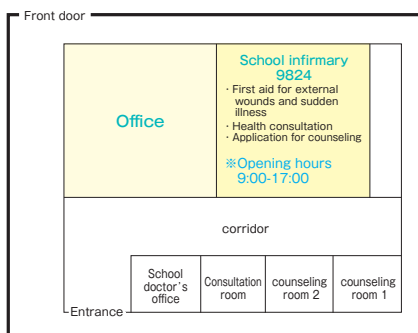 Front door
School infirmary
9824
・First aid for external
wounds and sudden
illness
・Health consultation
・Application for counseling
※Opening hours
9:00-17:00
Office
corridor
School
doctor's
office
Consultation
room
counseling
room 2
counseling
room 1
Entrance